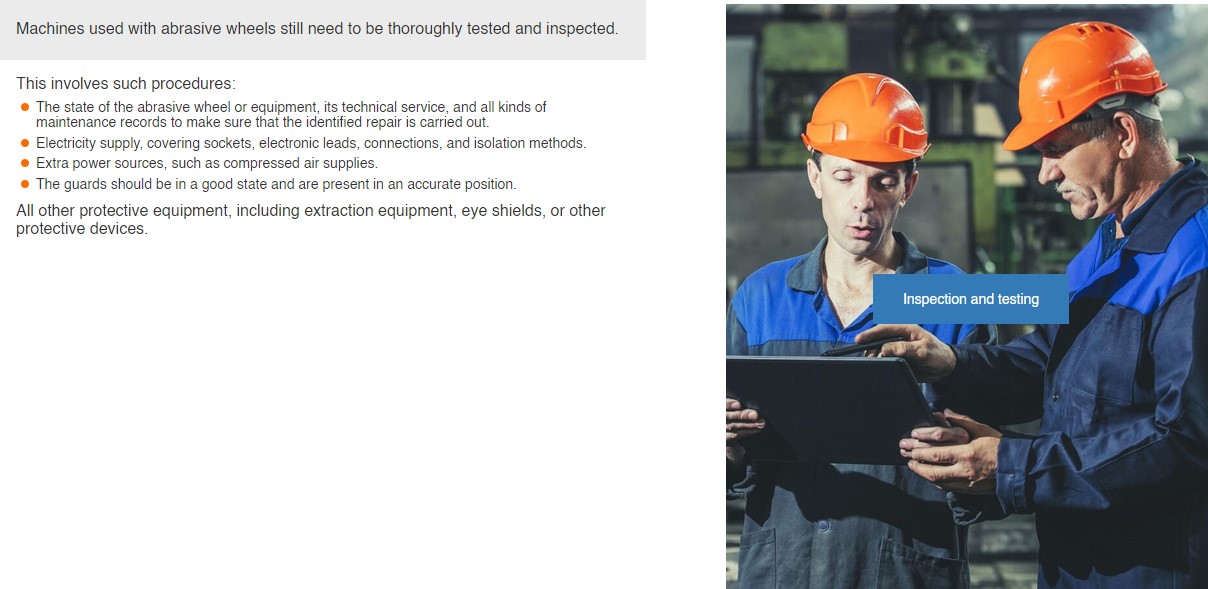 Machines used with abrasive wheels still need to be thoroughly tested and inspected.
This involves such procedures:
The state of the abrasive wheel or equipment, its technical service, and all kinds of
maintenance records to make sure that the identified repair is carried out.
Electricity supply, covering sockets, electronic leads, connections, and isolation methods.
Extra power sources, such as compressed air supplies.
The guards should be in a good state and are present in an accurate position.
All other protective equipment, including extraction equipment, eye shields, or other
protective devices.
Inspection and testing